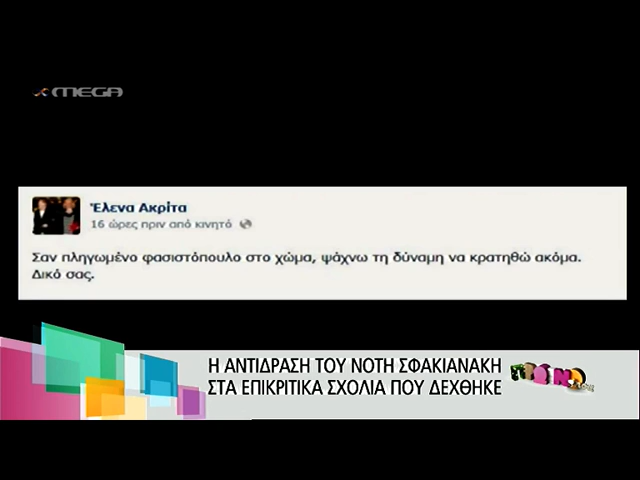 MEGA
Έλενα Ακρίτα
16 ώρες πριν από κινητό
Σαν πληγωμένο φασιστόπουλο στο χώμα, ψάχνω τη δύναμη να κρατηθώ ακόμα.
Δικό σας.
Η ΑΝΤΙΔΡΑΣΗ ΤΟΥ ΝΟΤΗ ΣΦΑΚΙΑΝΑΚΗ
ΣΤΑ ΕΠΙΚΡΙΤΙΚΑ ΣΧΟΛΙΑ ΠΟΥ ΔΕΧΘΗΚΕ